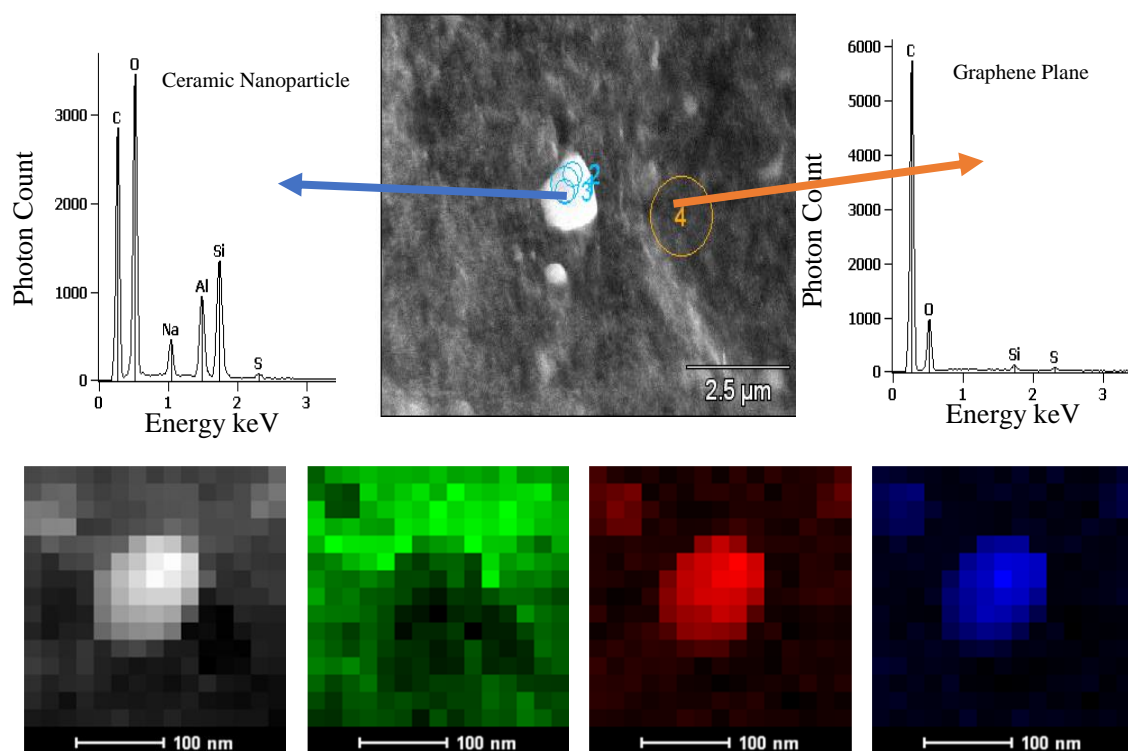 Ceramic Nanoparticle
Photon Count
3000
2000
1000
0
C
O
Na
Al
Si
S
0
1
2
3
Energy keV
2
3
4
2.5 µm
Graphene Plane
Photon Count
6000
5000
4000
3000
2000
1000
0
C
O
Si
S
0
1
2
3
Energy keV
100 nm
100 nm
100 nm
100 nm